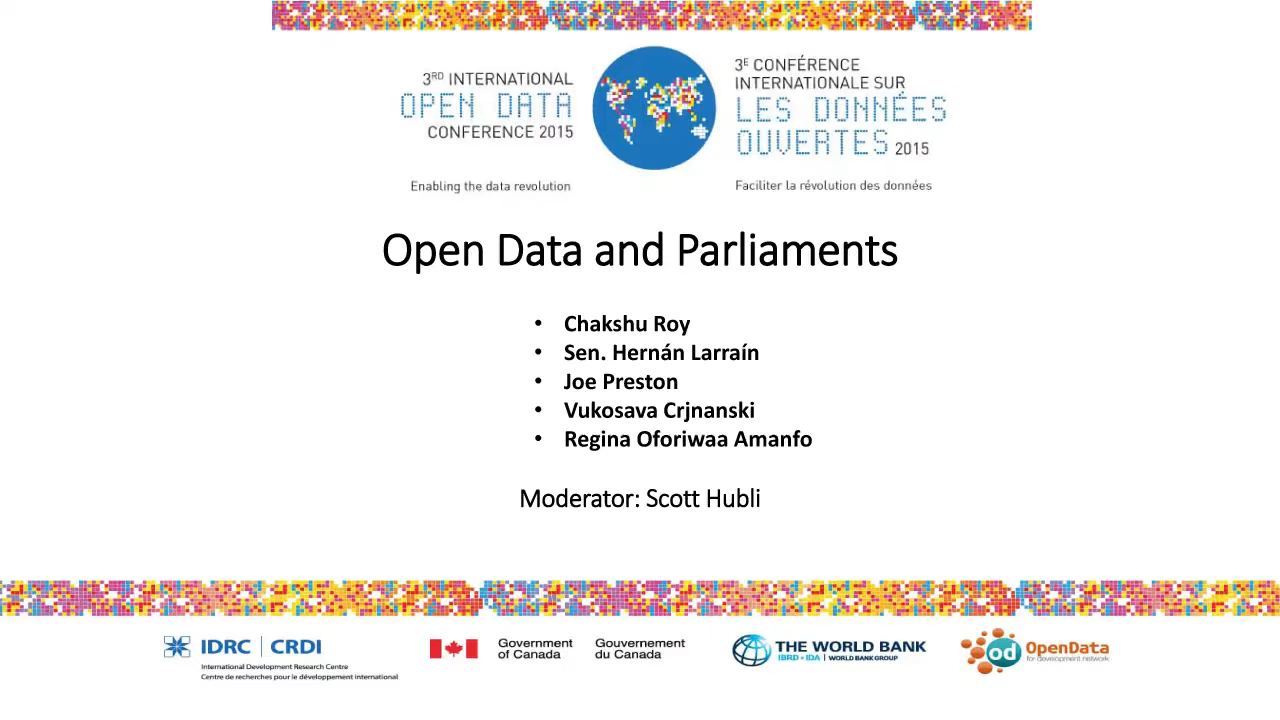 3RD INTERNATIONAL
OPEN DATA
CONFERENCE 2015
Enabling the data revolution
3E CONFÉRENCE
INTERNATIONALE SUR
LES DONNÉES
OUVERTES 2015
Faciliter la révolution des données
Open Data and Parliaments
• Chakshu Roy
• Sen. Hernán Larraín
• Joe Preston
• Vukosava Crjnanski
• Regina Oforiwaa Amanfo
Moderator: Scott Hubli
IDRC | CRDI
International Development Research Centre
Centre de recherches pour le développement international
Government of Canada
Gouvernement du Canada
THE WORLD BANK
IBRD • IDA | WORLD BANK GROUP
od OpenData
for development network